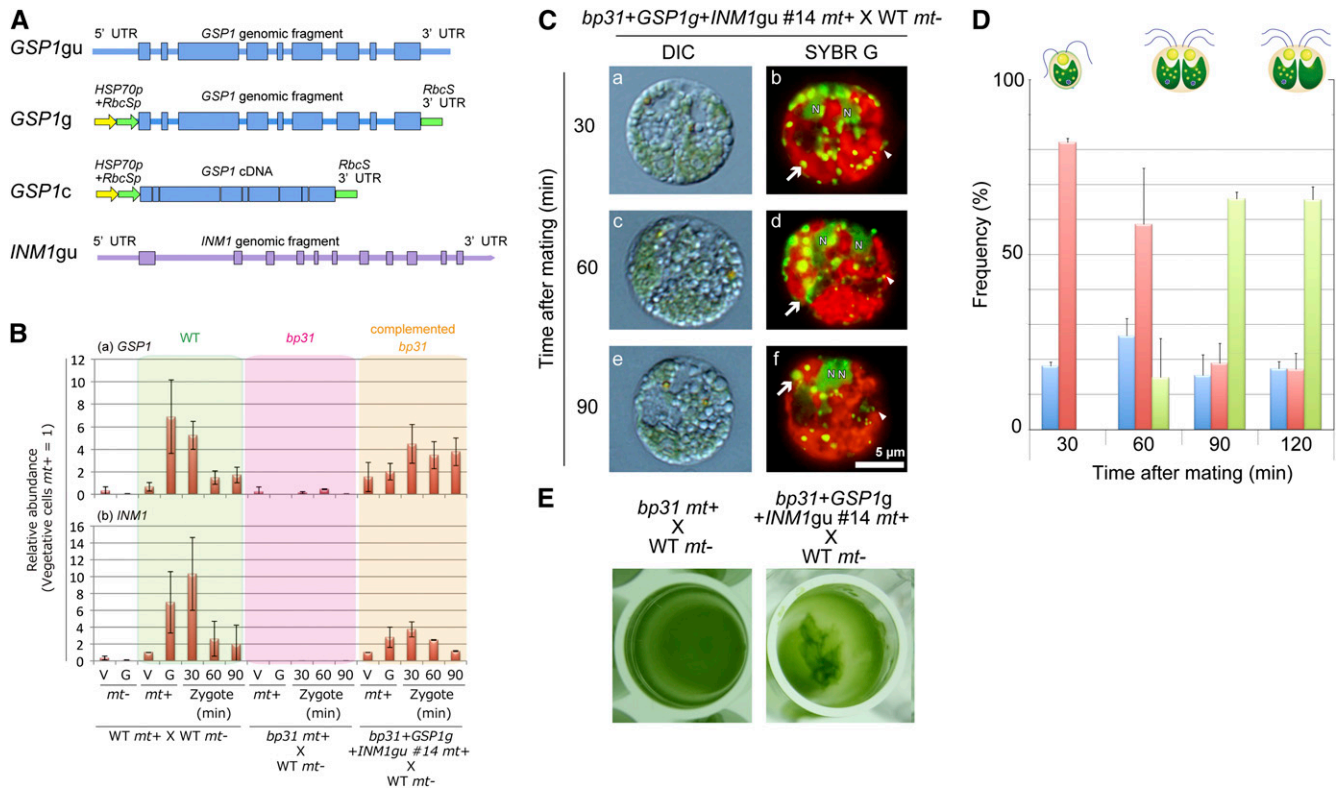 A
5' UTR
GSP1 genomic fragment
3' UTR
GSP1gu
HSP70p
+RbcSp
GSP1 genomic fragment
RbcS
3' UTR
GSP1g
HSP70p
+RbcSp
GSP1 cDNA
RbcS
3' UTR
GSP1c
5' UTR
INM1 genomic fragment
3' UTR
INM1gu
B
WT
bp31
complemented
bp31
(a) GSP1
12
10
8
6
4
2
0
(b) INM1
16
14
12
10
8
6
4
2
0
Relative abundance
(Vegetative cells mt+ = 1)
V G V G 30 60 90 V G 30 60 90 V G 30 60 90
mt- mt+ Zygote mt+ Zygote mt+ Zygote
(min) (min) (min)
WT mt+ X WT mt-
bp31 mt+
X
WT mt-
bp31+GSP1g
+INM1gu #14 mt+
X
WT mt-
C
bp31+GSP1g+INM1gu #14 mt+ X WT mt-
DIC SYBR G
Time after mating (min)
30
a
b
N N
60
c
d
N N
90
e
f
N N
5 μm
D
Frequency (%)
100
50
0
30 60 90 120
Time after mating (min)
E
bp31 mt+
X
WT mt-
bp31+GSP1g
+INM1gu #14 mt+
X
WT mt-